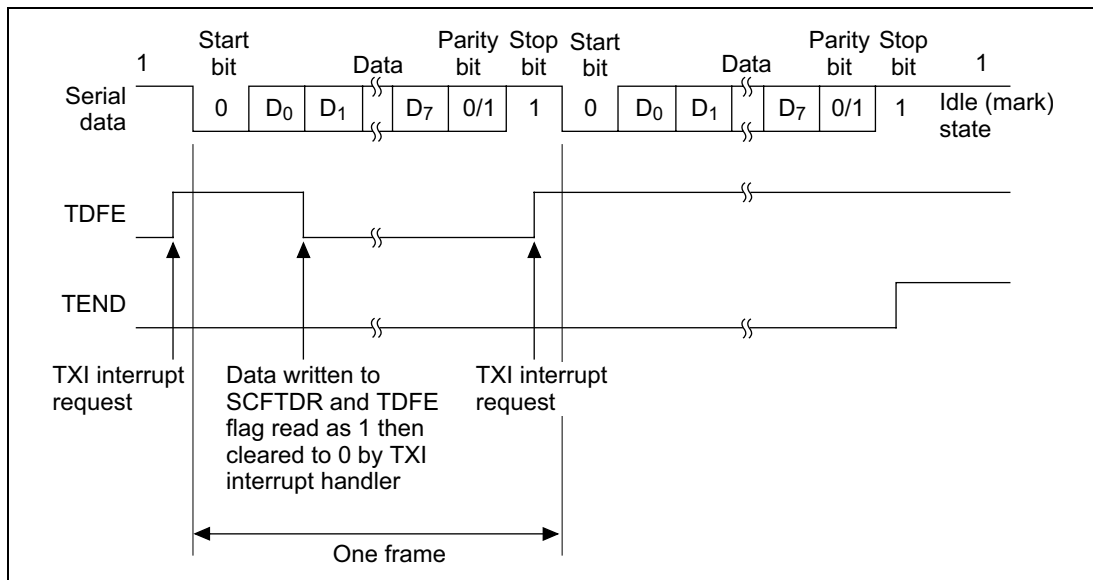 Start bit
Parity bit
Stop bit
Start bit
Parity bit
Stop bit
1
Data
Data
1
Serial data
0
D0
D1
D7
0/1
1
0
D0
D1
D7
0/1
1
Idle (mark) state
TDFE
TEND
TXI interrupt
request
Data written to
SCFTDR and TDFE
flag read as 1 then
cleared to 0 by TXI
interrupt handler
TXI interrupt
request
One frame